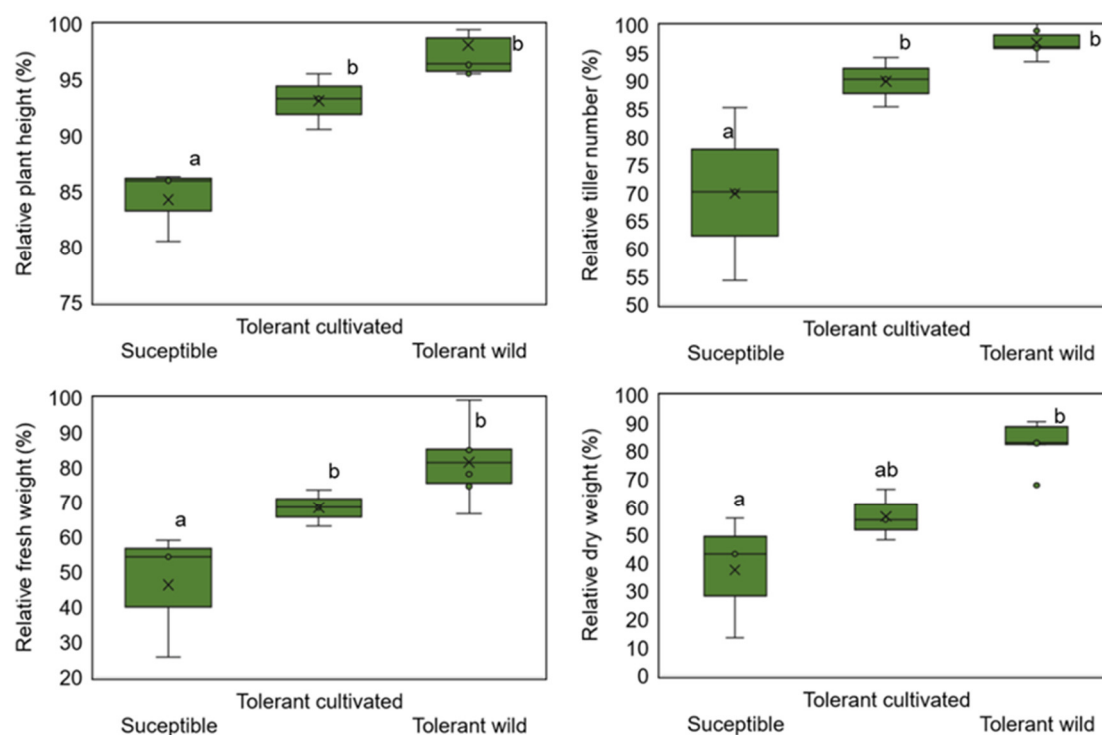 Relative plant height (%)
100
95
90
85
80
75
a
b
b
Tolerant cultivated
Suceptible
Tolerant wild
Relative tiller number (%)
100
95
90
85
80
75
70
65
60
55
50
a
b
b
Tolerant cultivated
Suceptible
Tolerant wild
Relative fresh weight (%)
100
90
80
70
60
50
40
30
20
a
b
b
Tolerant cultivated
Suceptible
Tolerant wild
Relative dry weight (%)
100
90
80
70
60
50
40
30
20
10
0
a
ab
b
Tolerant cultivated
Suceptible
Tolerant wild